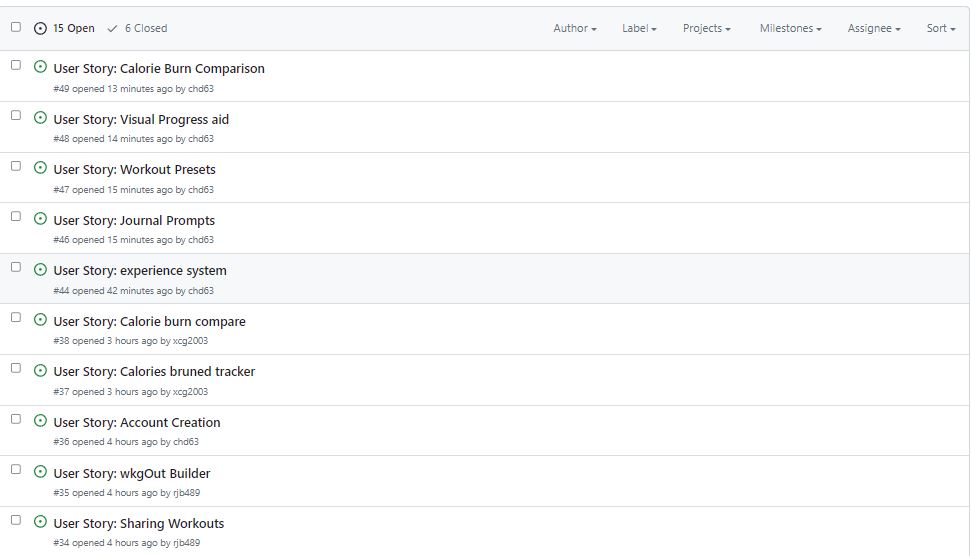 15 Open 6 Closed Author Label Projects Milestones Assignee Sort
User Story: Calorie Burn Comparison
#49 opened 13 minutes ago by chd63
User Story: Visual Progress aid
#48 opened 14 minutes ago by chd63
User Story: Workout Presets
#47 opened 15 minutes ago by chd63
User Story: Journal Prompts
#46 opened 15 minutes ago by chd63
User Story: experience system
#44 opened 42 minutes ago by chd63
User Story: Calorie burn compare
#38 opened 3 hours ago by xcg2003
User Story: Calories bruned tracker
#37 opened 3 hours ago by xcg2003
User Story: Account Creation
#36 opened 4 hours ago by chd63
User Story: wkgOut Builder
#35 opened 4 hours ago by rjb489
User Story: Sharing Workouts
#34 opened 4 hours ago by rjb489